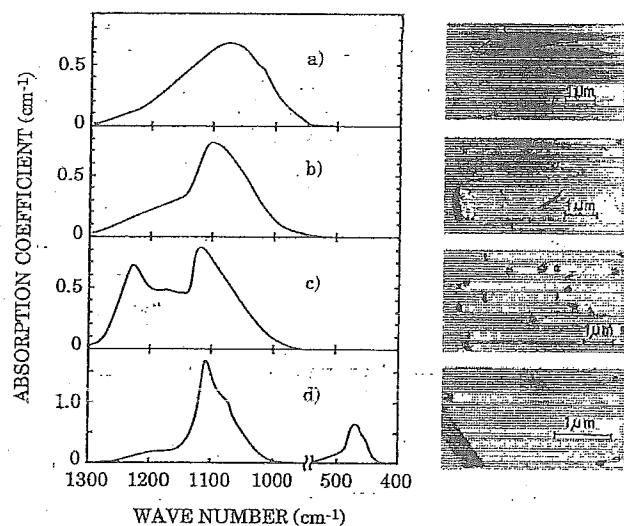 ABSORPTION COEFFICIENT (cm-1)
0.5
0
a)
1μm
0.5
0
b)
1μm
0.5
0
c)
1μm
1.0
0
d)
1μm
1300 1200 1100 1000 500 400
WAVE NUMBER (cm-1)